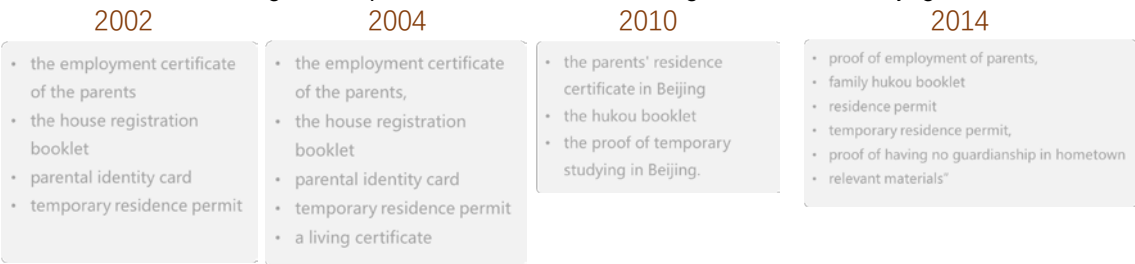 2002
• the employment certificate
of the parents
• the house registration
booklet
• parental identity card
• temporary residence permit
2004
• the employment certificate
of the parents,
• the house registration
booklet
• parental identity card
• temporary residence permit
• a living certificate
2010
• the parents' residence
certificate in Beijing
• the hukou booklet
• the proof of temporary
studying in Beijing.
2014
• proof of employment of parents,
• family hukou booklet
• residence permit
• temporary residence permit,
• proof of having no guardianship in hometown
• relevant materials"